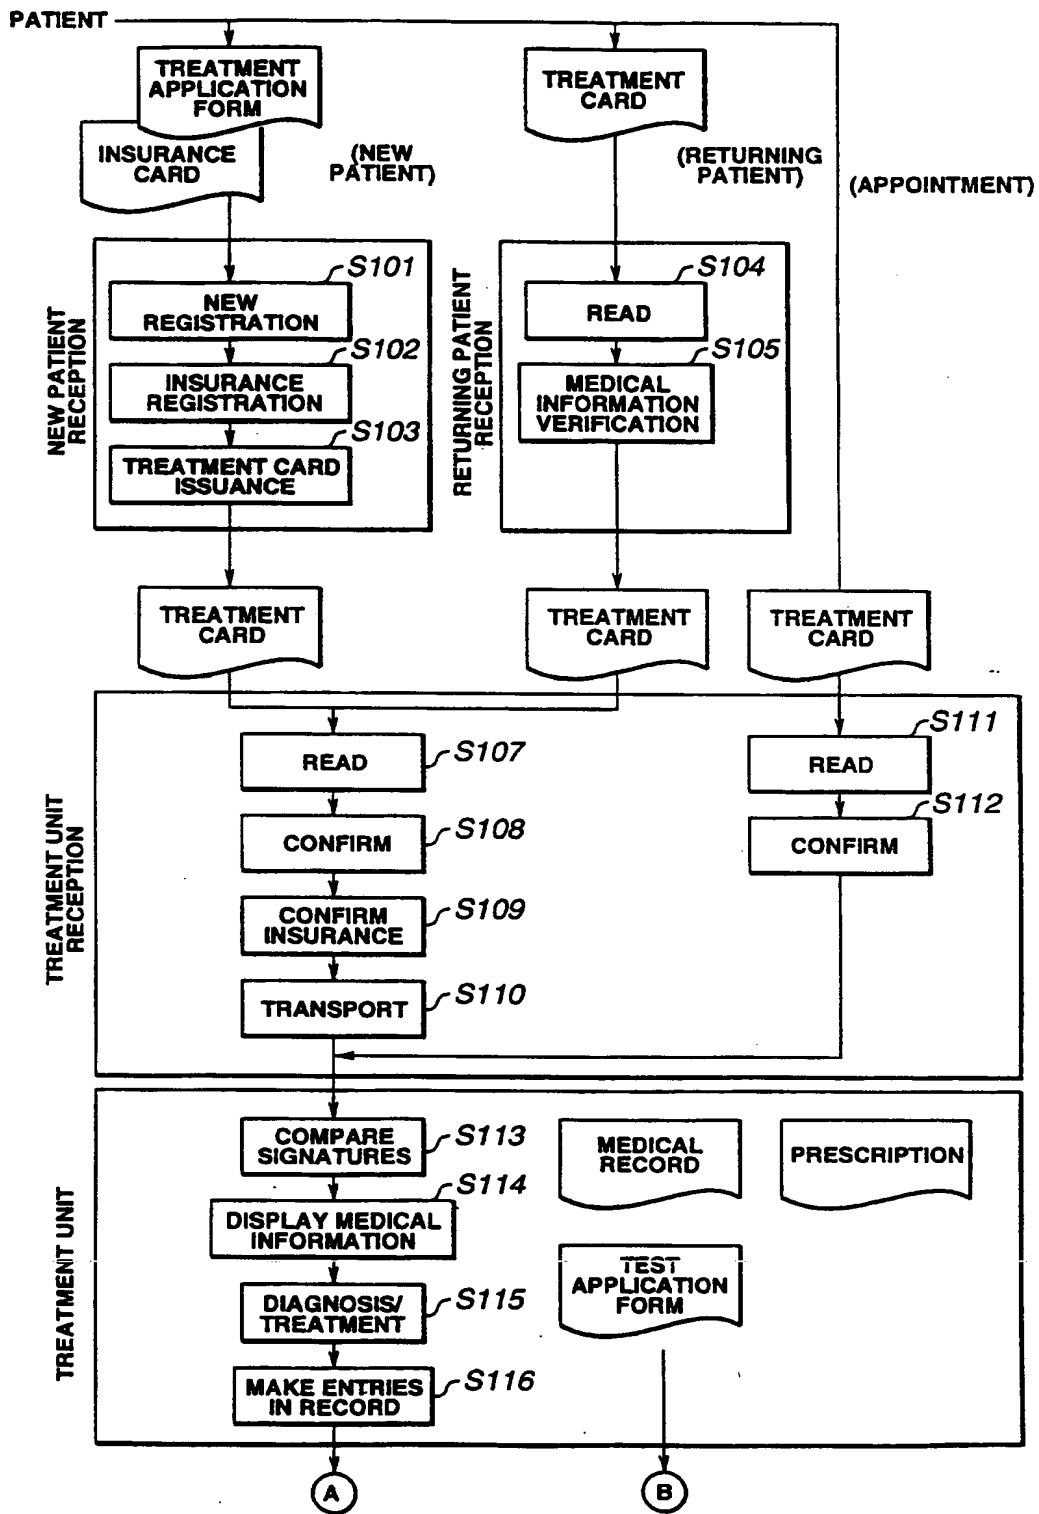 PATIENT
TREATMENT
APPLICATION
FORM
INSURANCE
CARD
(NEW
PATIENT)
TREATMENT
CARD
(RETURNING
PATIENT)
(APPOINTMENT)
NEW PATIENT
RECEPTION
S101
NEW
REGISTRATION
S102
INSURANCE
REGISTRATION
S103
TREATMENT CARD
ISSUANCE
RETURNING PATIENT
RECEPTION
S104
READ
S105
MEDICAL
INFORMATION
VERIFICATION
TREATMENT
CARD
TREATMENT
CARD
TREATMENT
CARD
TREATMENT UNIT
RECEPTION
READ
S107
CONFIRM
S108
CONFIRM
INSURANCE
S109
TRANSPORT
S110
S111
READ
S112
CONFIRM
TREATMENT UNIT
COMPARE
SIGNATURES
S113
S114
DISPLAY MEDICAL
INFORMATION
DIAGNOSIS/
TREATMENT
S115
MAKE ENTRIES
IN RECORD
S116
MEDICAL
RECORD
PRESCRIPTION
TEST
APPLICATION
FORM
A
B